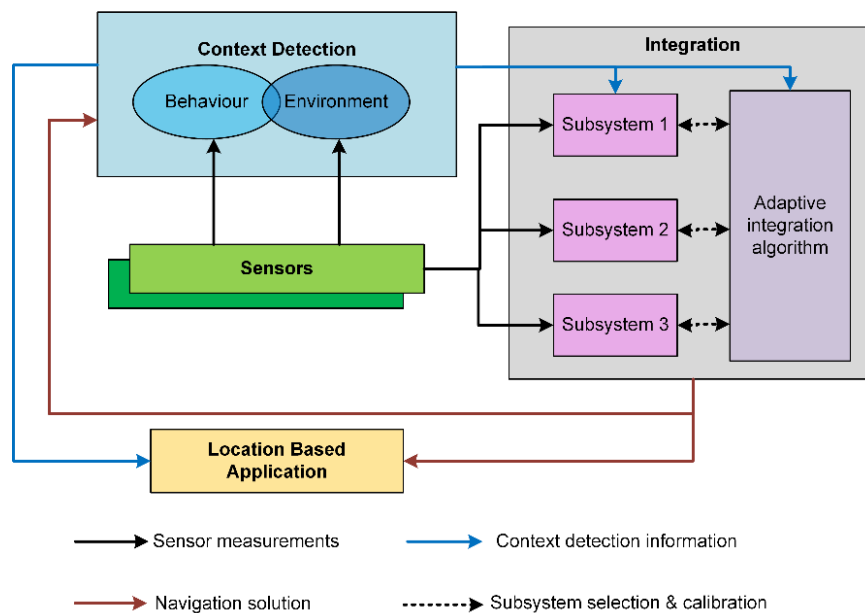 Context Detection
Behaviour
Environment
Integration
Subsystem 1
Subsystem 2
Subsystem 3
Adaptive
integration
algorithm
Sensors
Location Based
Application
Sensor measurements
Context detection information
Navigation solution
Subsystem selection & calibration